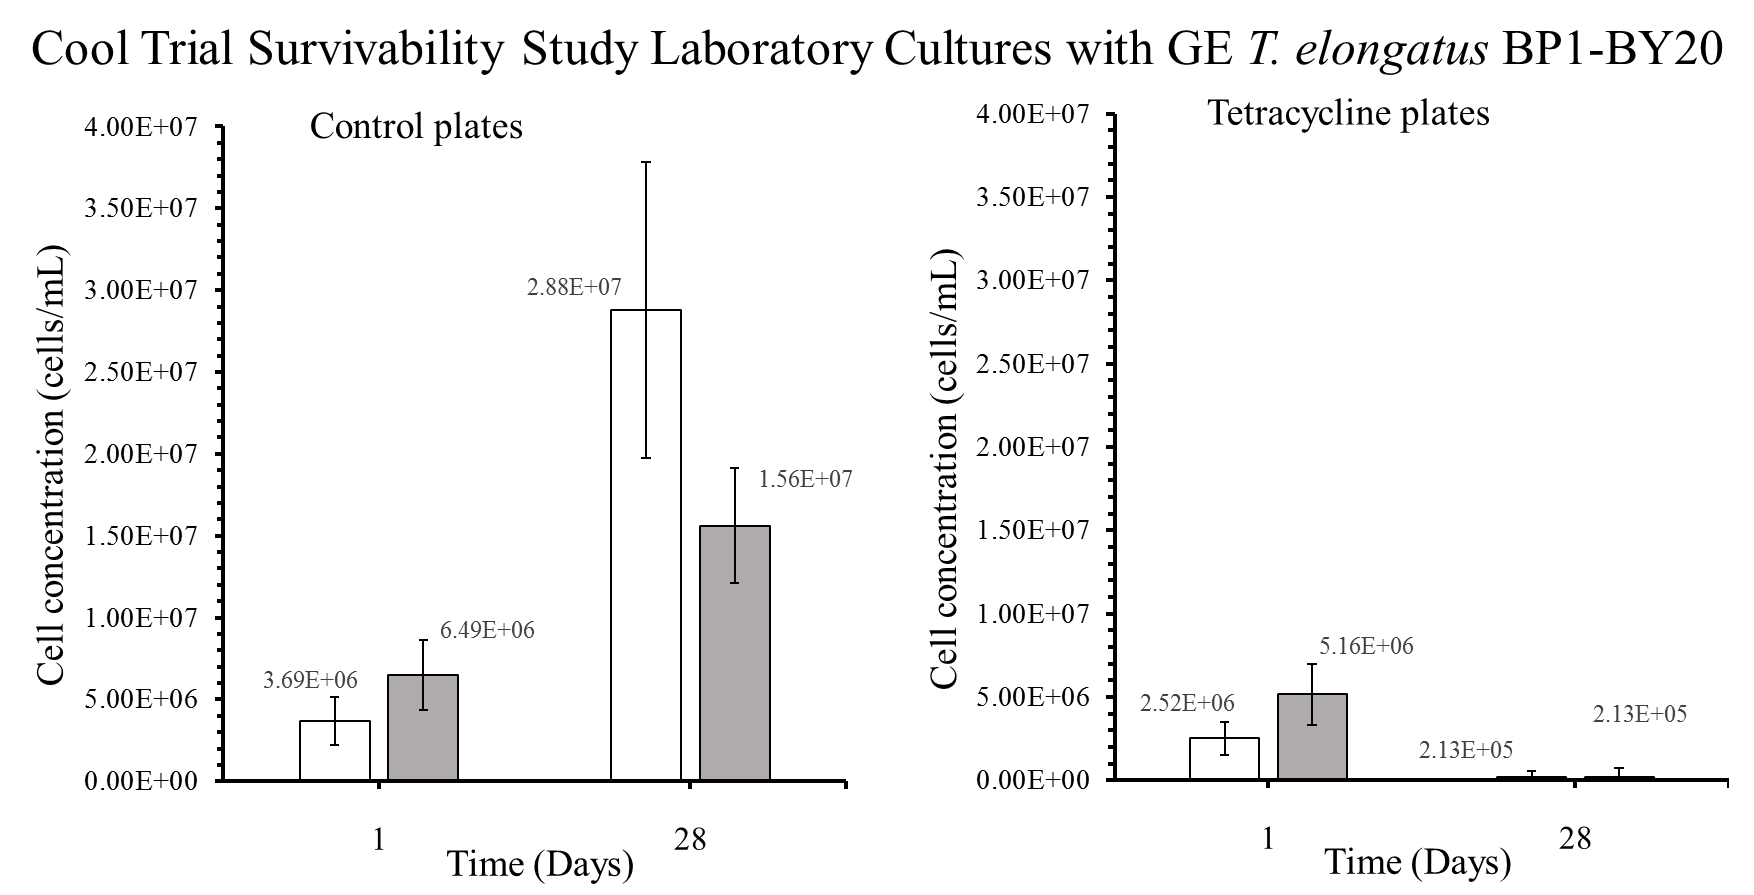 Cool Trial Survivability Study Laboratory Cultures with GE T. elongatus BP1-BY20
Control plates
Cell concentration (cells/mL)
4.00E+07
3.50E+07
3.00E+07
2.50E+07
2.00E+07
1.50E+07
1.00E+07
5.00E+06
0.00E+00
3.69E+06
6.49E+06
2.88E+07
1.56E+07
1
28
Time (Days)
Tetracycline plates
Cell concentration (cells/mL)
4.00E+07
3.50E+07
3.00E+07
2.50E+07
2.00E+07
1.50E+07
1.00E+07
5.00E+06
0.00E+00
2.52E+06
5.16E+06
2.13E+05
2.13E+05
1
28
Time (Days)